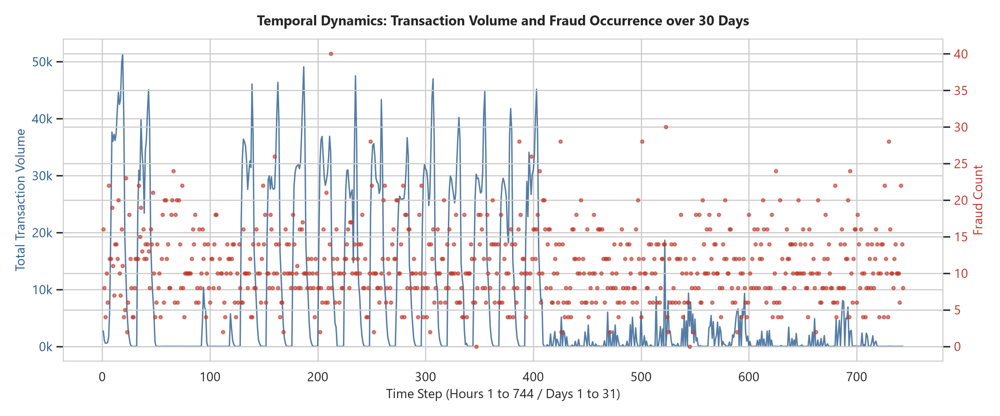 Temporal Dynamics: Transaction Volume and Fraud Occurrence over 30 Days
Total Transaction Volume
50k
40k
30k
20k
10k
0k
40
35
30
25
20
15
10
5
0
Fraud Count
0 100 200 300 400 500 600 700
Time Step (Hours 1 to 744 / Days 1 to 31)